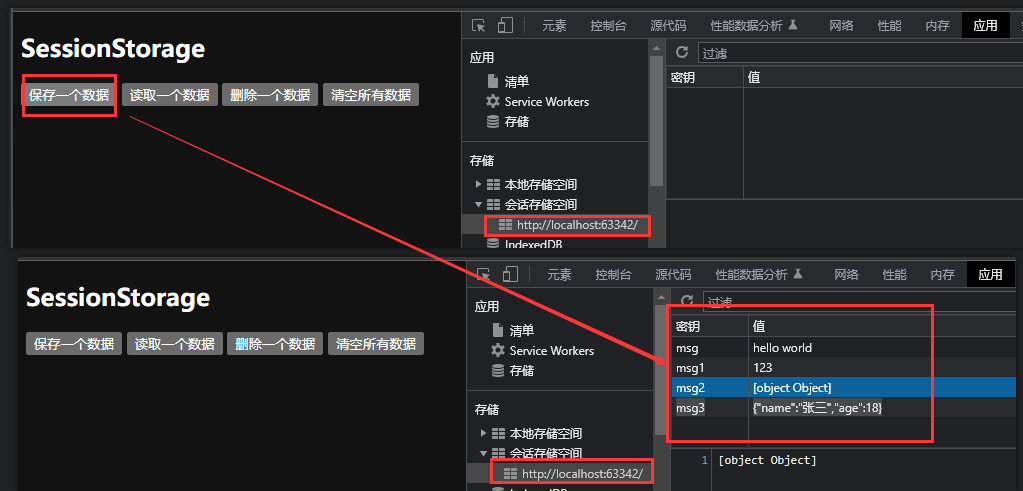 元素 控制台 源代码 性能数据分析 网络 性能 内存 应用
SessionStorage
保存一个数据 读取一个数据 删除一个数据 清空所有数据
应用
清单
Service Workers
存储
存储
本地存储空间
会话存储空间
http://localhost:63342/
IndexedDB
过滤
密钥 值
元素 控制台 源代码 性能数据分析 网络 性能 内存 应用
SessionStorage
保存一个数据 读取一个数据 删除一个数据 清空所有数据
应用
清单
Service Workers
存储
存储
本地存储空间
会话存储空间
http://localhost:63342/
过滤
密钥 值
msg hello world
msg1 123
msg2 [object Object]
msg3 {"name":"张三","age":18}
1 [object Object]